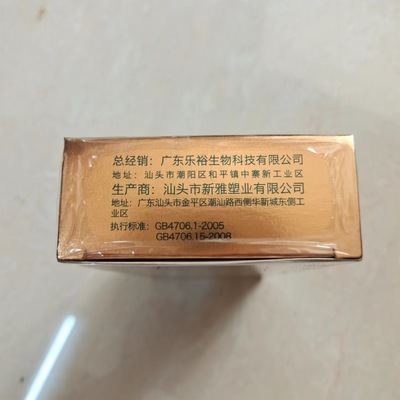 总经销：广东乐裕生物科技有限公司
地址：汕头市潮阳区和平镇中寨新工业区
生产商：汕头市新雅塑业有限公司
地址：广东汕头市金平区潮汕路西侧华新城东侧工
业区
执行标准：GB4706.1-2005
GB4706.15-2008